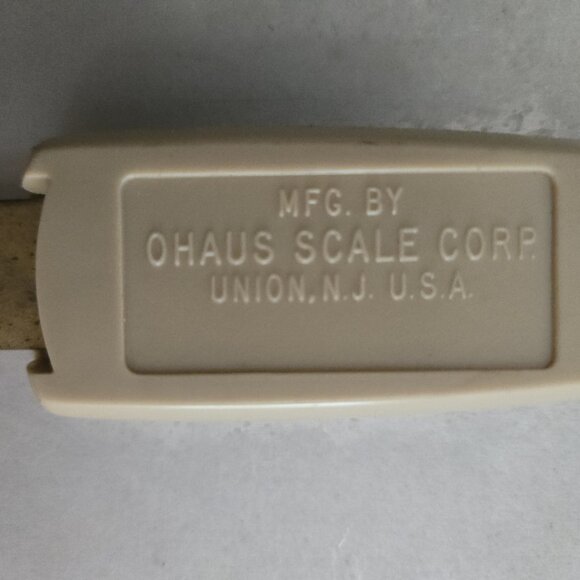 MFG. BY
OHAUS SCALE CORP.
UNION, N.J. U.S.A.